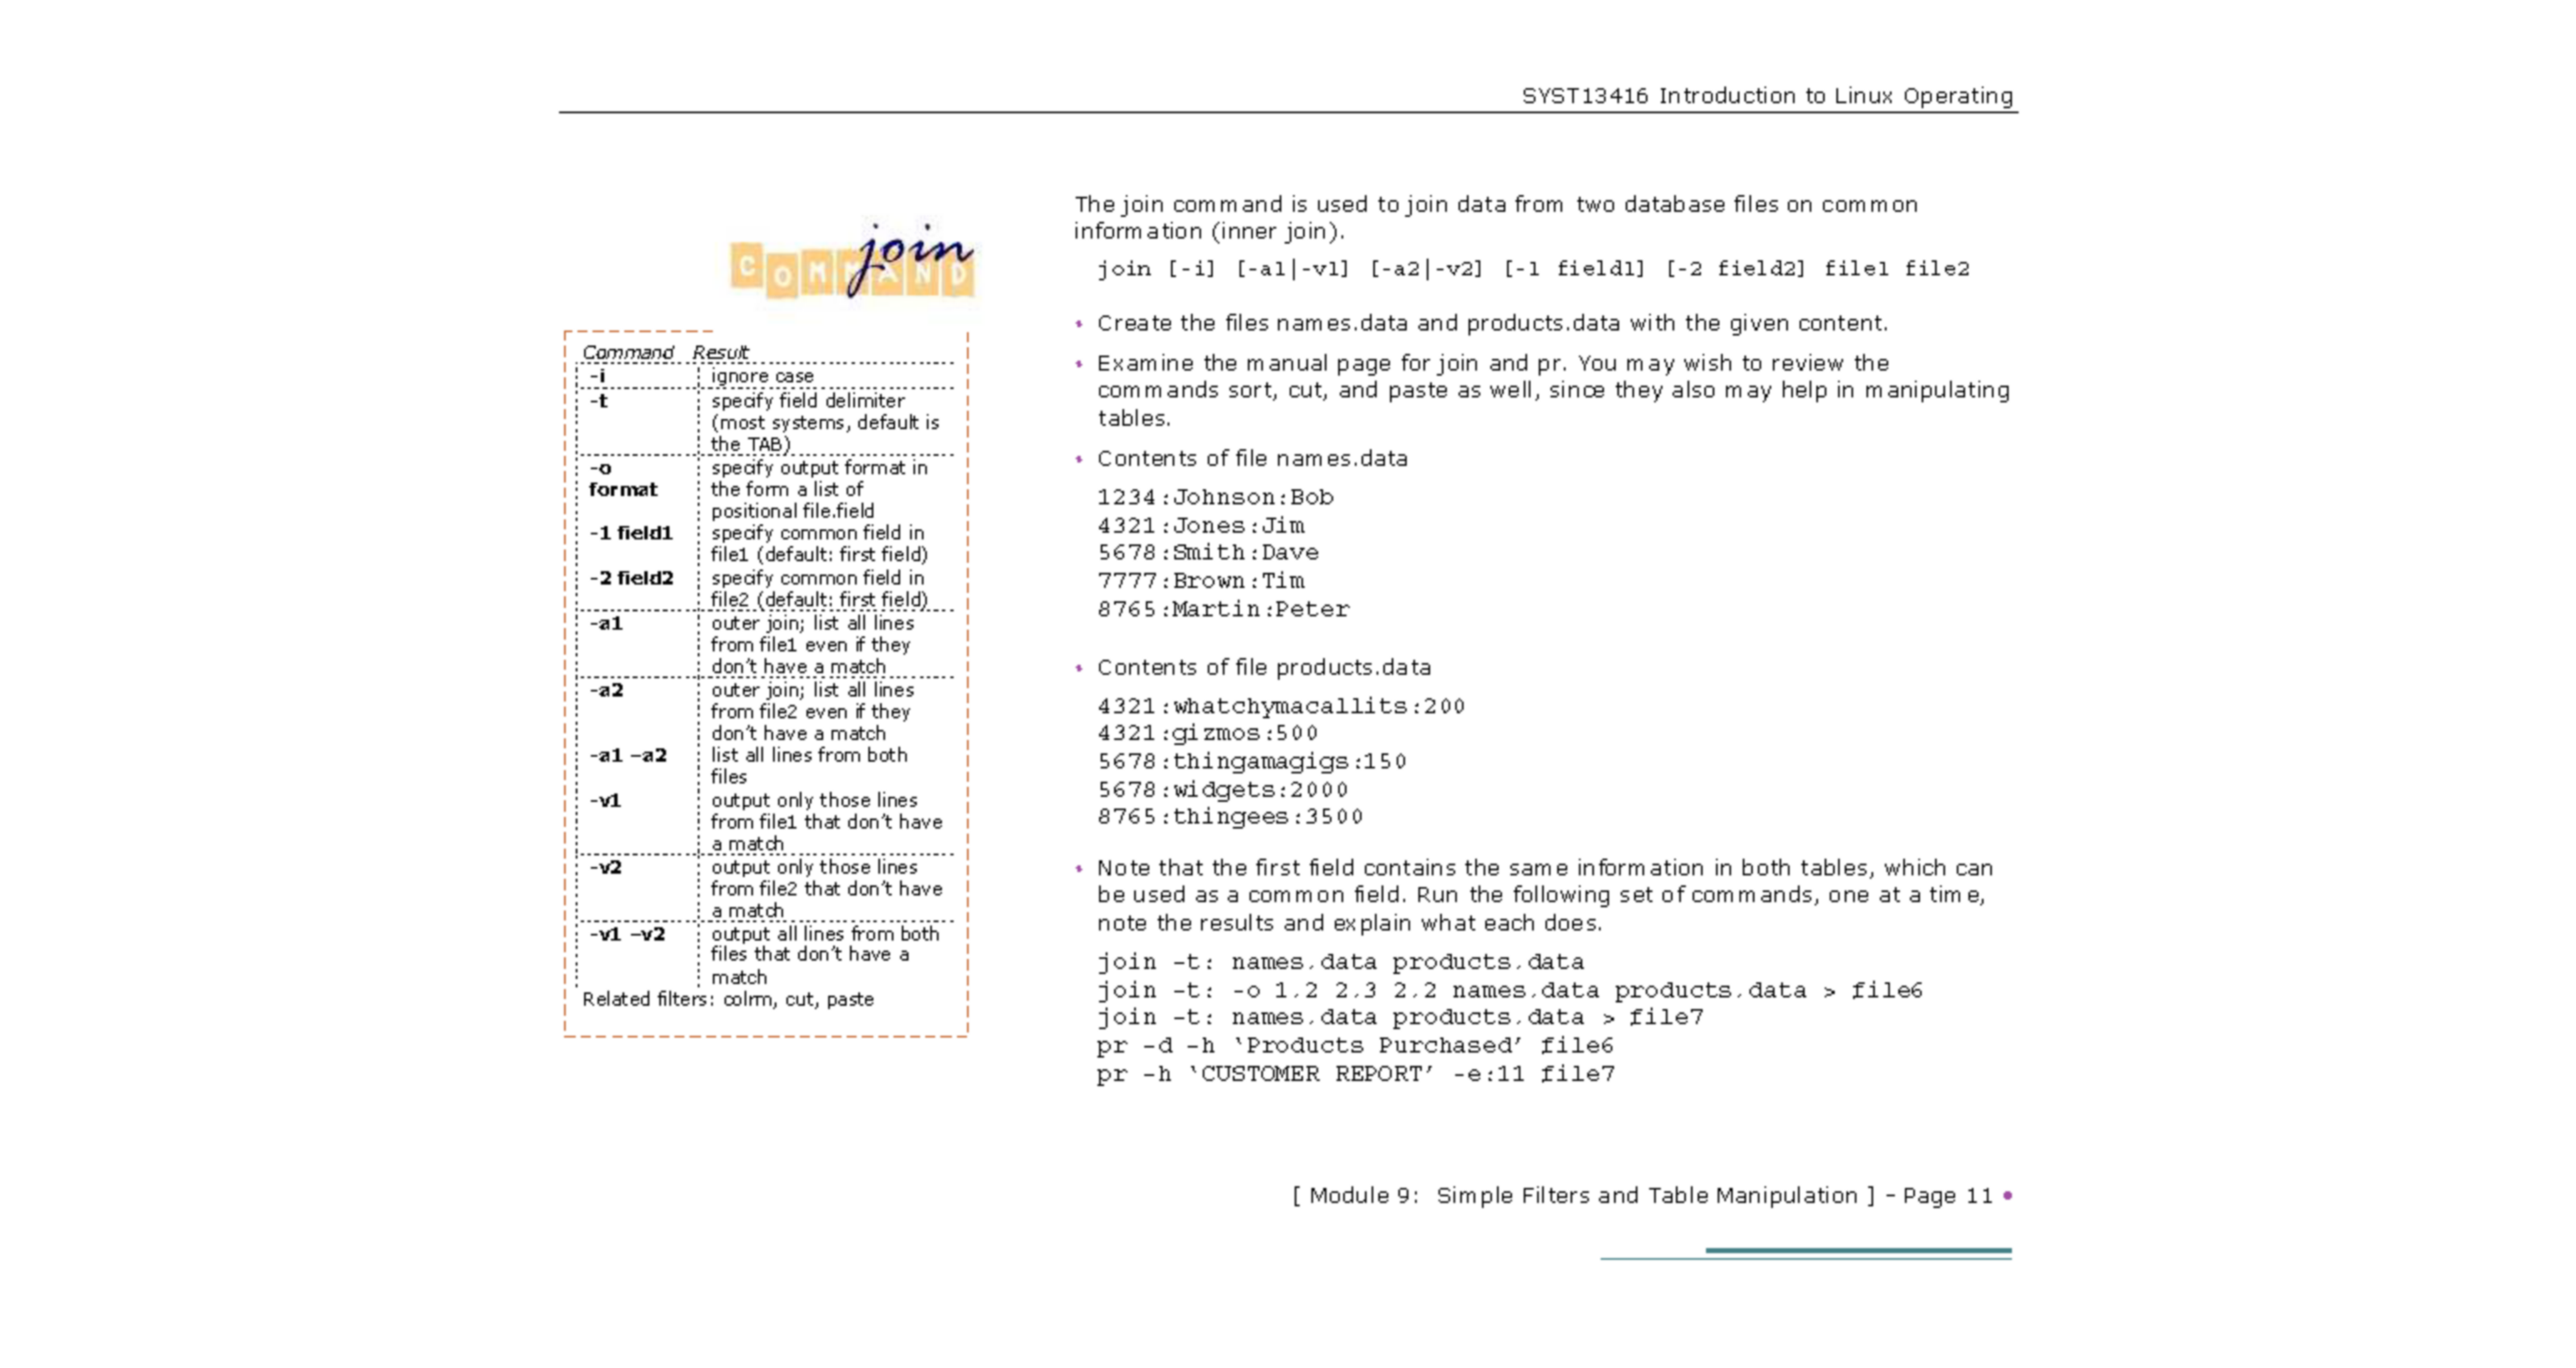 SYST13416 Introduction to Linux Operating
COMMAND
join
Command Result
-i ignore case
-t specify field delimiter
(most systems, default is
the TAB)
-o specify output format in
format the form a list of
positional file.field
-1 field1 specify common field in
file1 (default: first field)
-2 field2 specify common field in
file2 (default: first field)
-a1 outer join; list all lines
from file1 even if they
don't have a match
-a2 outer join; list all lines
from file2 even if they
don't have a match
-a1 –a2 list all lines from both
files
-v1 output only those lines
from file1 that don't have
a match
-v2 output only those lines
from file2 that don't have
a match
-v1 –v2 output all lines from both
files that don't have a
match
Related filters: colrm, cut, paste
The join command is used to join data from two database files on common
information (inner join).
join [-i] [-a1|-v1] [-a2|-v2] [-1 field1] [-2 field2] file1 file2
• Create the files names.data and products.data with the given content.
• Examine the manual page for join and pr. You may wish to review the
commands sort, cut, and paste as well, since they also may help in manipulating
tables.
• Contents of file names.data
1234:Johnson:Bob
4321:Jones:Jim
5678:Smith:Dave
7777:Brown:Tim
8765:Martin:Peter
• Contents of file products.data
4321:whatchymacallits:200
4321:gizmos:500
5678:thingamagigs:150
5678:widgets:2000
8765:thingees:3500
• Note that the first field contains the same information in both tables, which can
be used as a common field. Run the following set of commands, one at a time,
note the results and explain what each does.
join -t: names.data products.data
join -t: -o 1.2 2.3 2.2 names.data products.data > file6
join -t: names.data products.data > file7
pr -d -h ‘Products Purchased’ file6
pr -h ‘CUSTOMER REPORT’ -e:11 file7
[ Module 9: Simple Filters and Table Manipulation ] - Page 11 •